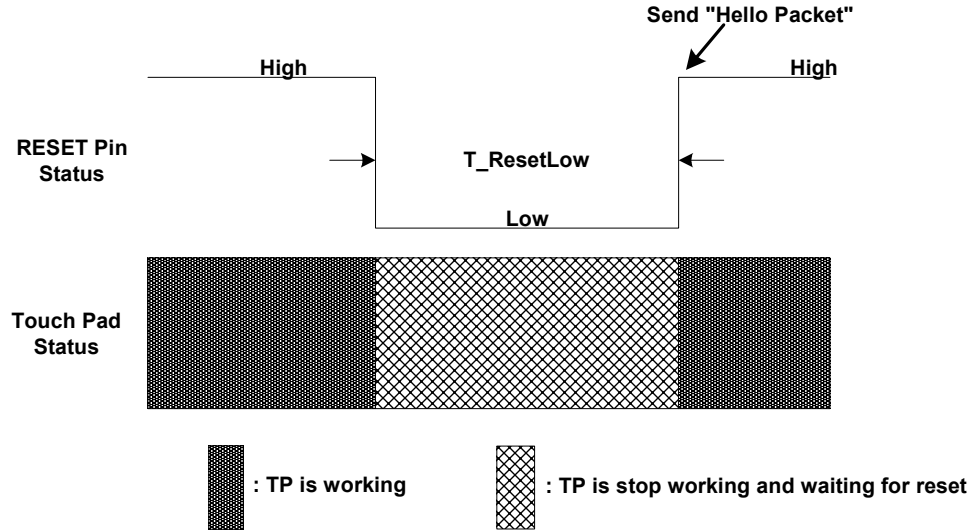 Send "Hello Packet"
High
High
RESET Pin
Status
T_ResetLow
Low
Touch Pad
Status
: TP is working
: TP is stop working and waiting for reset